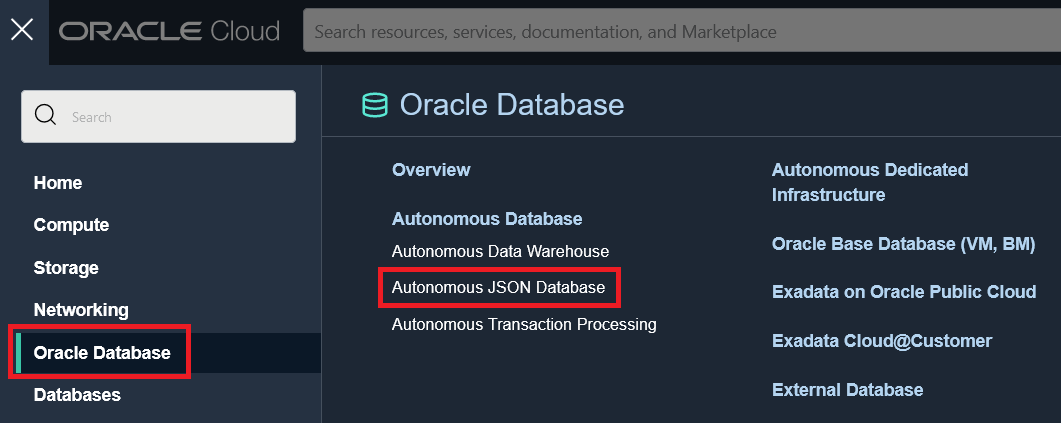 ORACLE Cloud
Search resources, services, documentation, and Marketplace
Search
Home
Compute
Storage
Networking
Oracle Database
Databases
Oracle Database
Overview
Autonomous Database
Autonomous Data Warehouse
Autonomous JSON Database
Autonomous Transaction Processing
Autonomous Dedicated
Infrastructure
Oracle Base Database (VM, BM)
Exadata on Oracle Public Cloud
Exadata Cloud@Customer
External Database